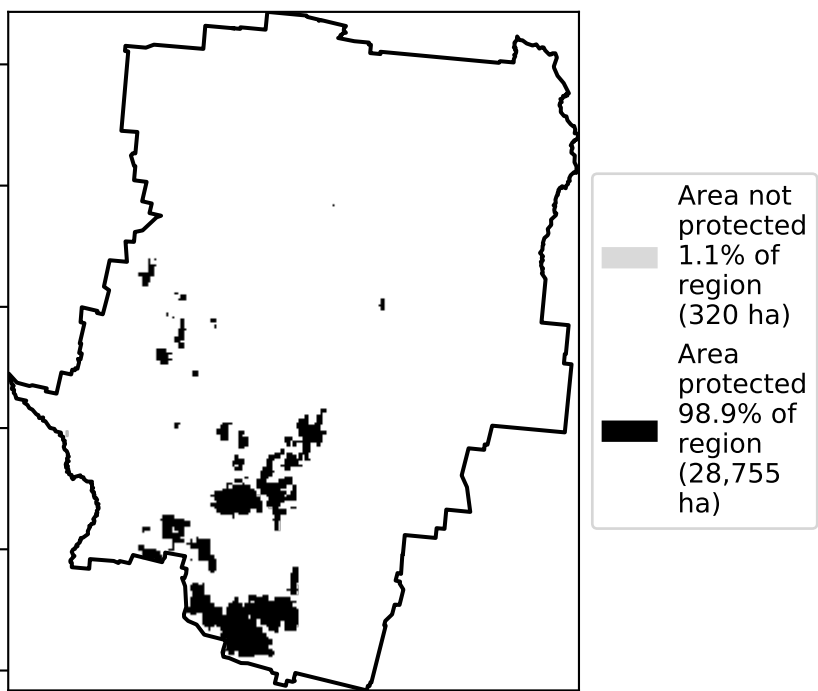 Area not
protected
1.1% of
region
(320 ha)
Area
protected
98.9% of
region
(28,755
ha)